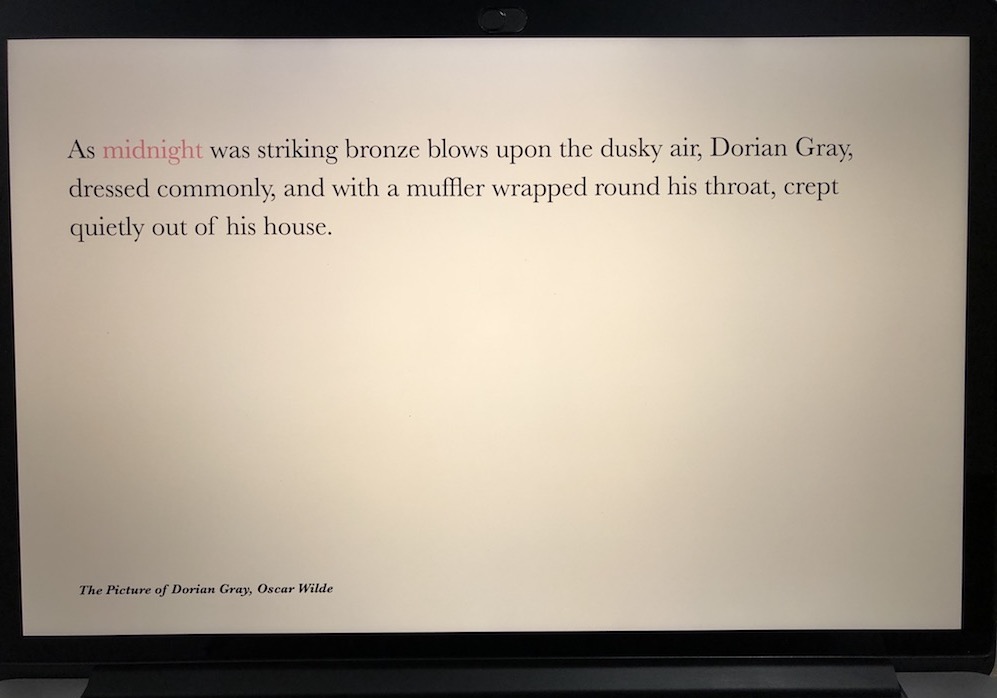 As midnight was striking bronze blows upon the dusky air, Dorian Gray,
dressed commonly, and with a muffler wrapped round his throat, crept
quietly out of his house.
The Picture of Dorian Gray, Oscar Wilde